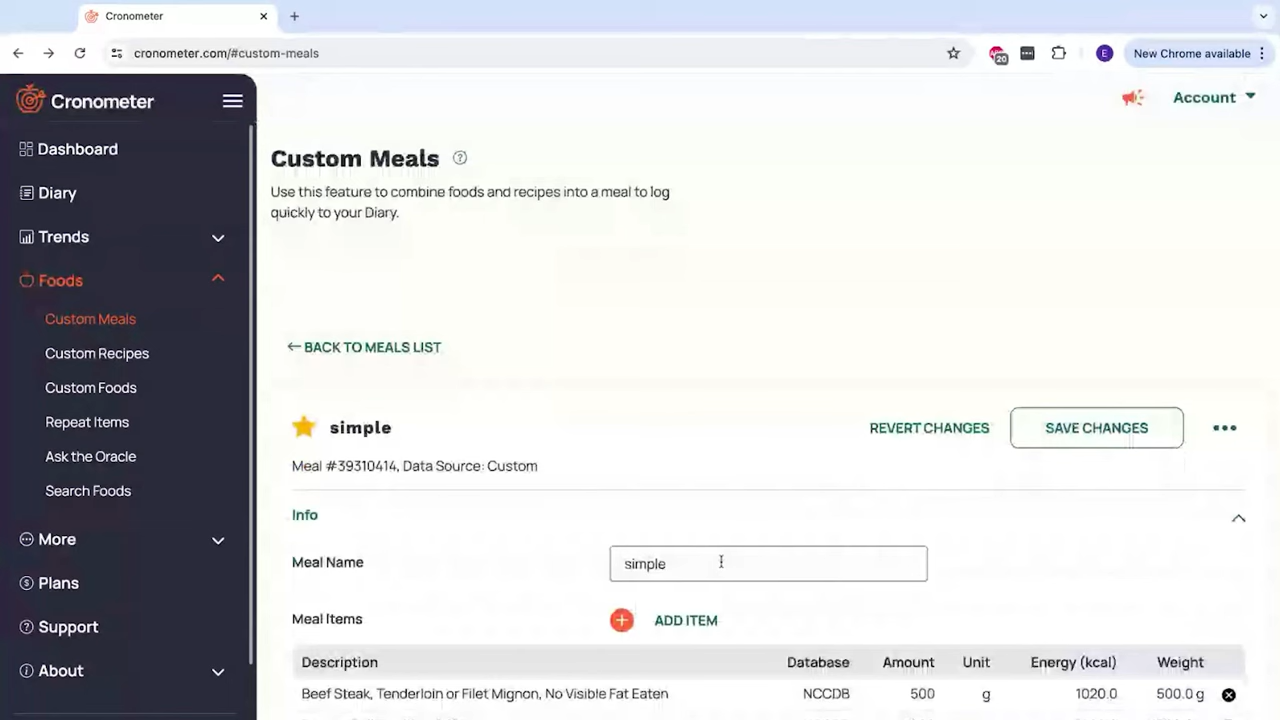 Cronometer
cronometer.com/#custom-meals
20
E
New Chrome available
Cronometer
Account
Dashboard
Diary
Trends
Foods
Custom Meals
Custom Recipes
Custom Foods
Repeat Items
Ask the Oracle
Search Foods
More
Plans
Support
About
Custom Meals
Use this feature to combine foods and recipes into a meal to log
quickly to your Diary.
BACK TO MEALS LIST
simple
REVERT CHANGES
SAVE CHANGES
Meal #39310414, Data Source: Custom
Info
Meal Name
simple
Meal Items
ADD ITEM
Description Database Amount Unit Energy (kcal) Weight
Beef Steak, Tenderloin or Filet Mignon, No Visible Fat Eaten NCCDB 500 g 1020.0 500.0 g